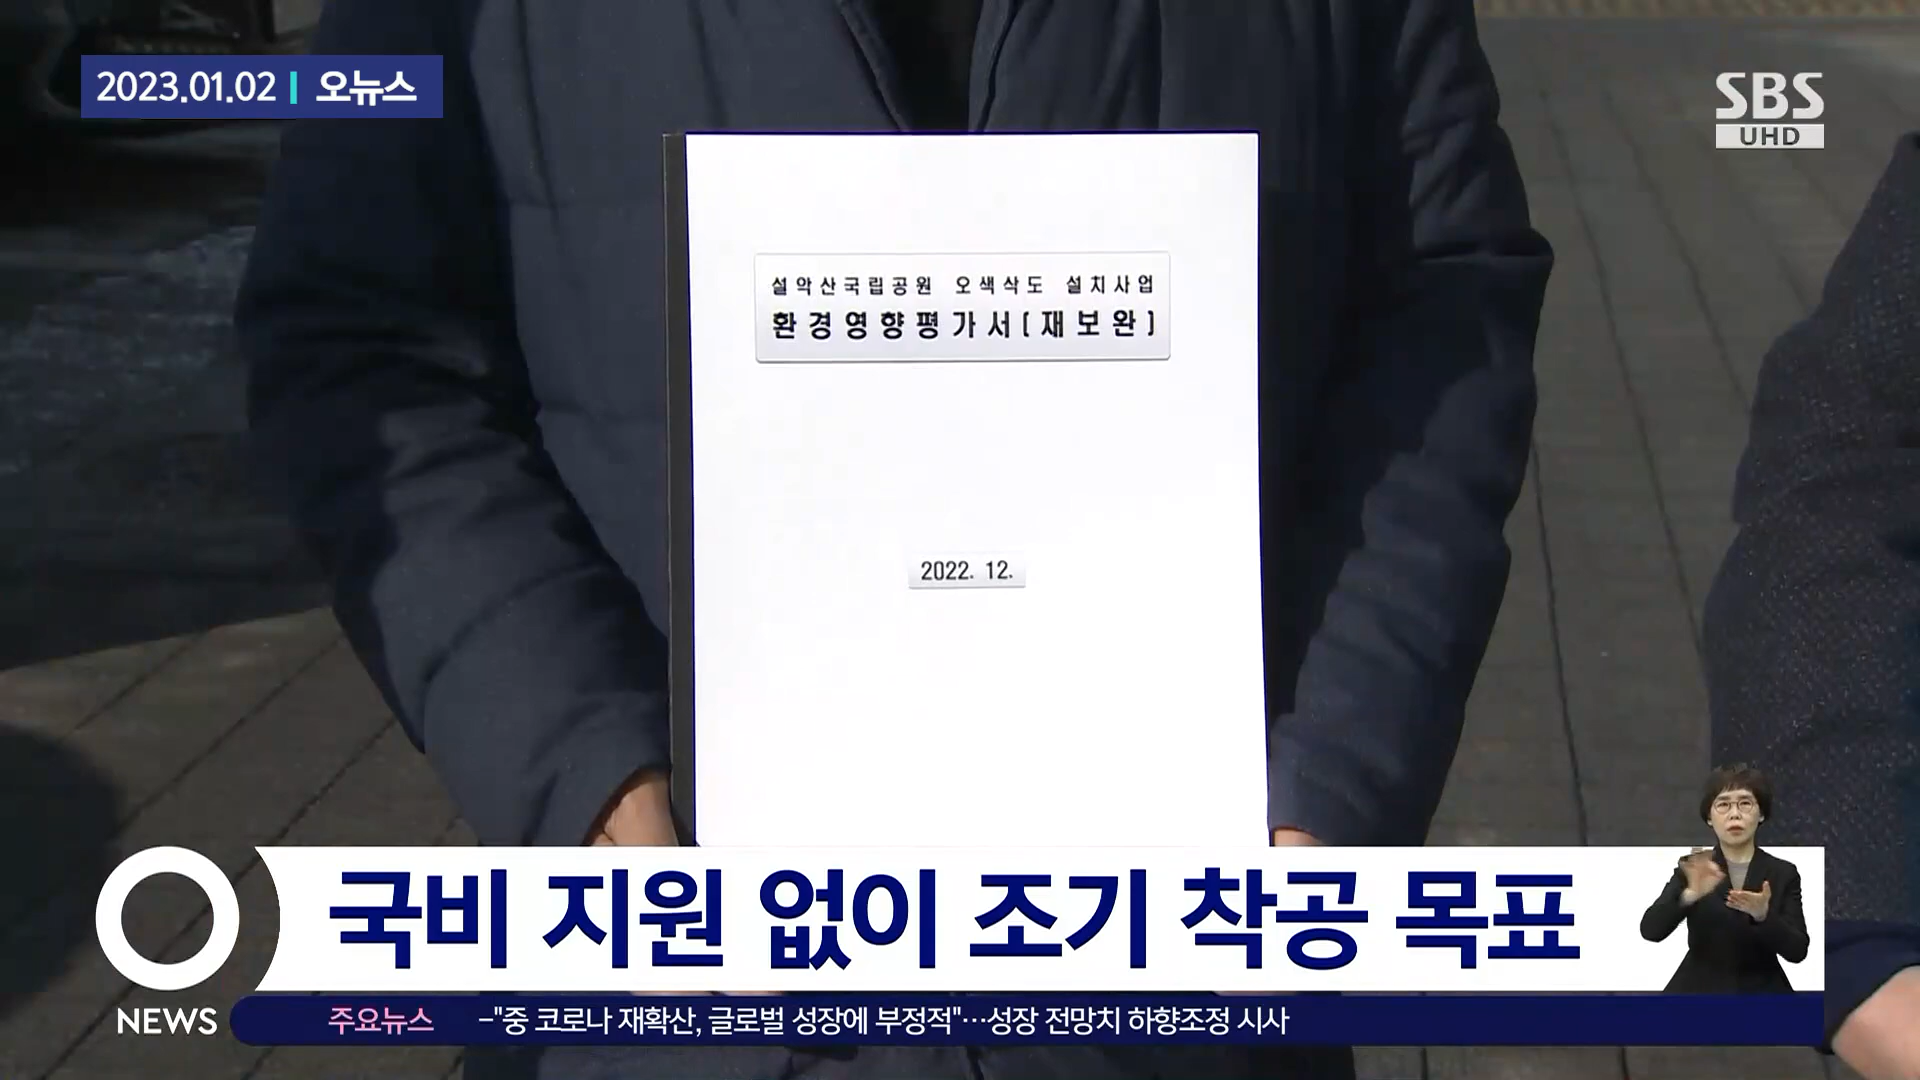 2023.01.02 | 오뉴스
SBS
UHD
설악산국립공원 오색삭도 설치사업
환경영향평가서(재보완)
2022. 12.
국비 지원 없이 조기 착공 목표
NEWS
주요뉴스 -"중 코로나 재확산, 글로벌 성장에 부정적"…성장 전망치 하향조정 시사